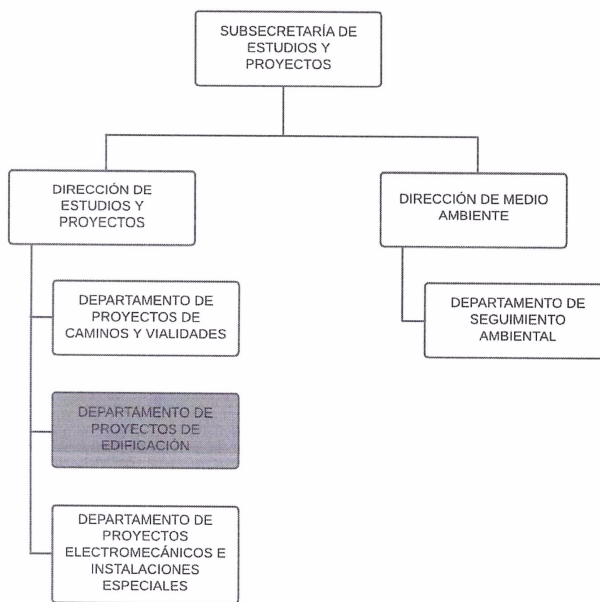 SUBSECRETARÍA DE
ESTUDIOS Y
PROYECTOS
DIRECCIÓN DE
ESTUDIOS Y
PROYECTOS
DIRECCIÓN DE MEDIO
AMBIENTE
DEPARTAMENTO DE
PROYECTOS DE
CAMINOS Y VIALIDADES
DEPARTAMENTO DE
SEGUIMIENTO
AMBIENTAL
DEPARTAMENTO DE
PROYECTOS DE
EDIFICACIÓN
DEPARTAMENTO DE
PROYECTOS
ELECTROMECÁNICOS E
INSTALACIONES
ESPECIALES